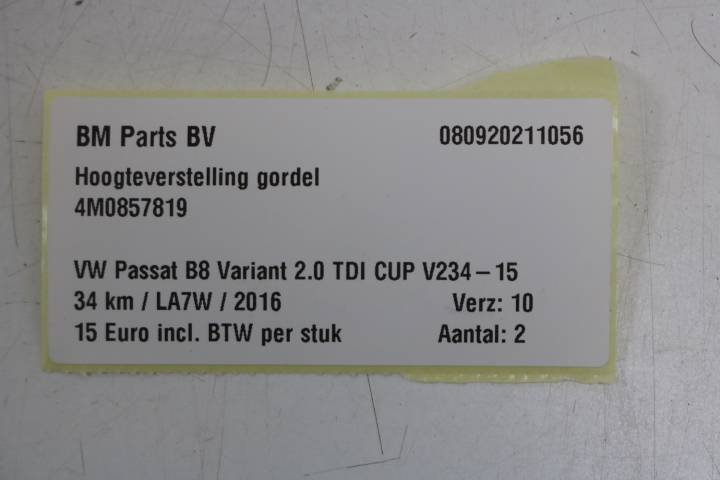 BM Parts BV 080920211056
Hoogteverstelling gordel
4M0857819
VW Passat B8 Variant 2.0 TDI CUP V234-15
34 km / LA7W / 2016 Verz: 10
15 Euro incl. BTW per stuk Aantal: 2